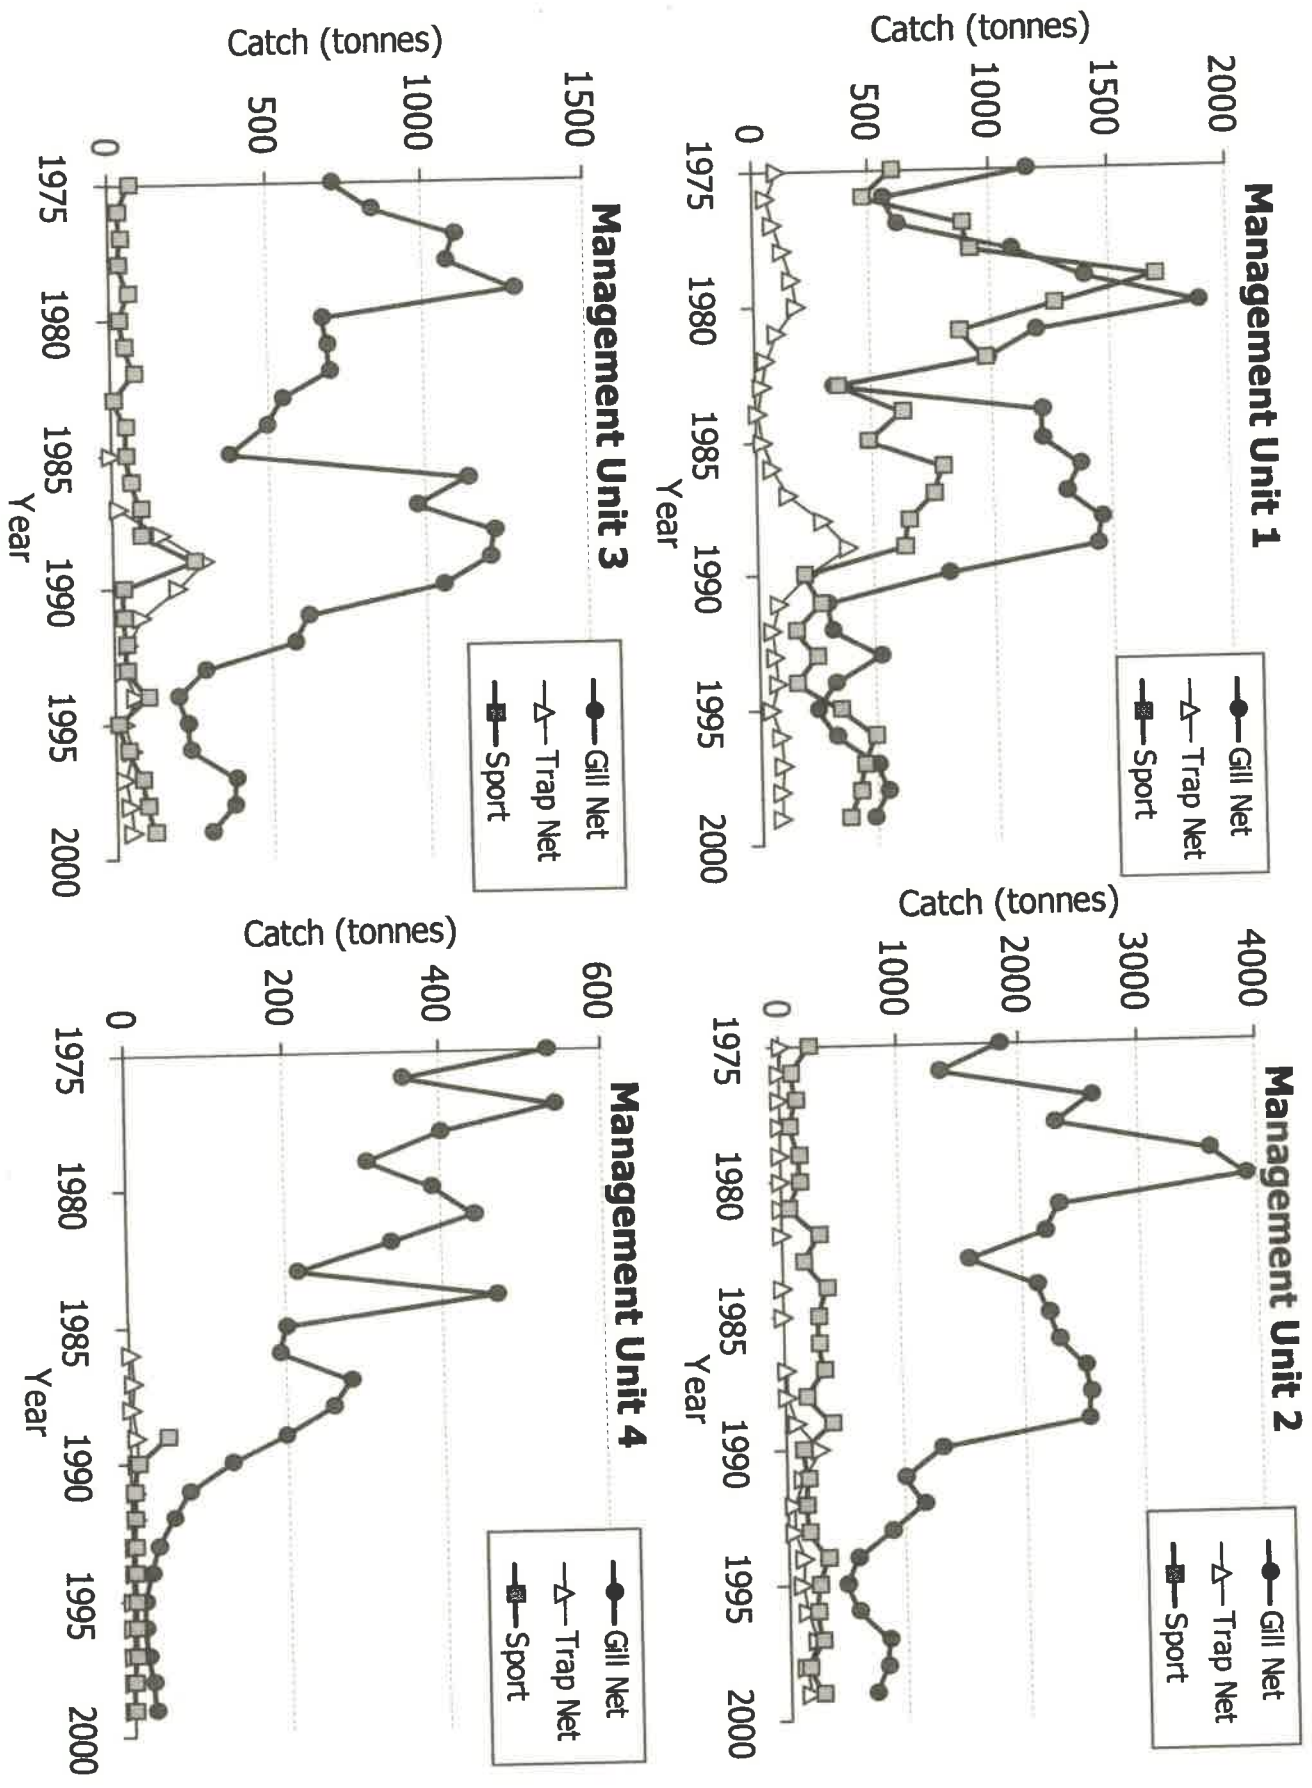 Management Unit 1
Catch (tonnes)
2000
1500
1000
500
0
1975
1980
1985
1990
1995
2000
Year
Gill Net
Trap Net
Sport
Management Unit 2
Catch (tonnes)
4000
3000
2000
1000
0
1975
1980
1985
1990
1995
2000
Year
Gill Net
Trap Net
Sport
Management Unit 3
Catch (tonnes)
1500
1000
500
0
1975
1980
1985
1990
1995
2000
Year
Gill Net
Trap Net
Sport
Management Unit 4
Catch (tonnes)
600
400
200
0
1975
1980
1985
1990
1995
2000
Year
Gill Net
Trap Net
Sport